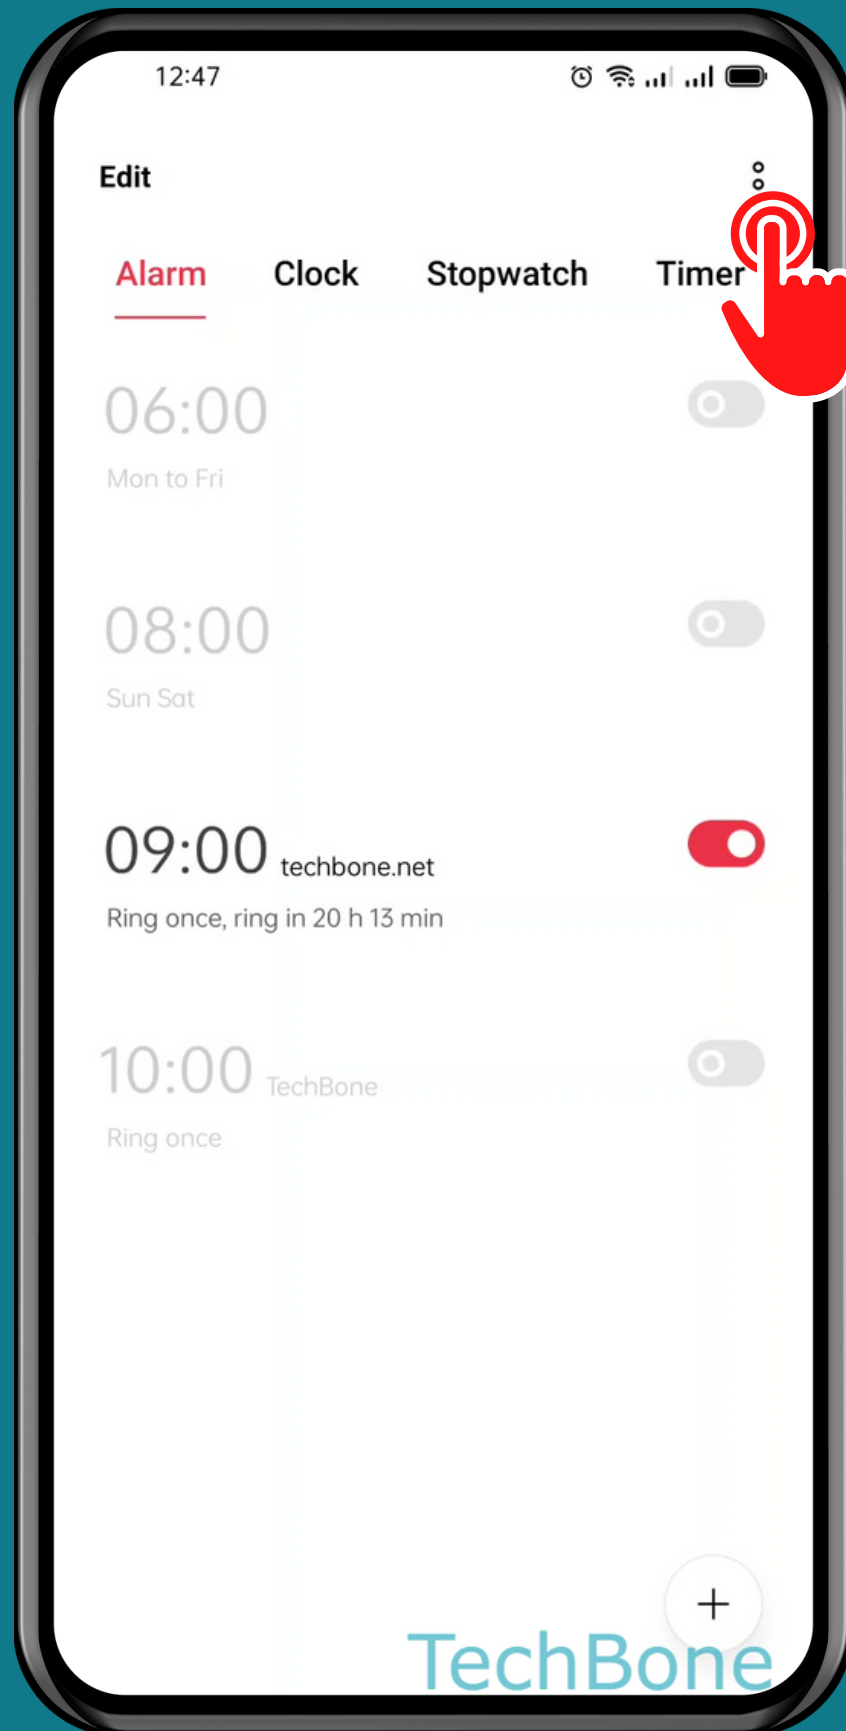 12:47
Edit
Alarm Clock Stopwatch Timer
06:00
Mon to Fri
08:00
Sun Sat
09:00 techbone.net
Ring once, ring in 20 h 13 min
10:00 TechBone
Ring once
+
TechBone